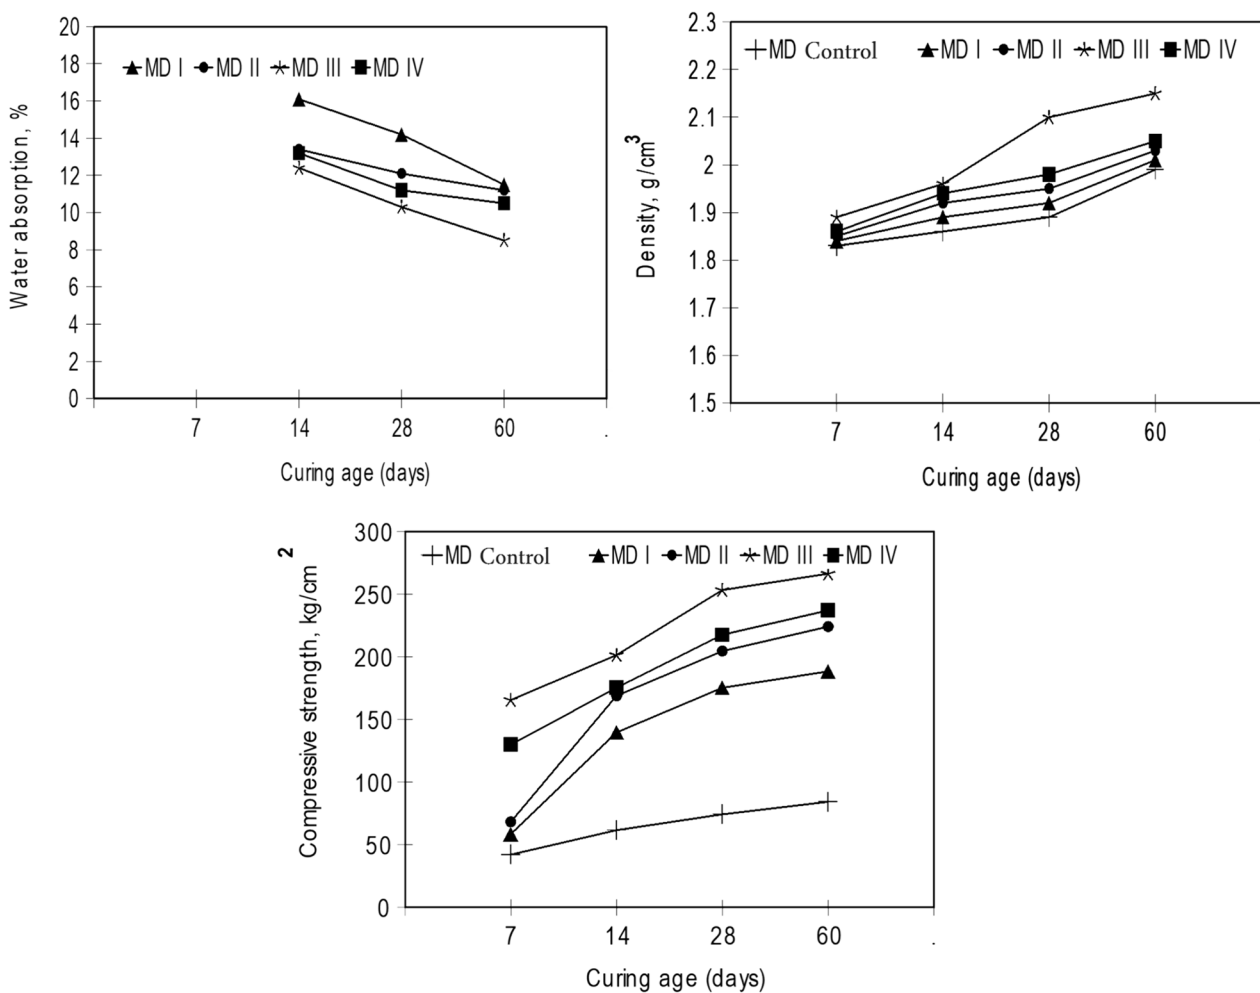 20
18
16
14
12
10
8
6
4
2
0
Water absorption, %
MD I MD II MD III MD IV
7 14 28 60 .
Curing age (days)
2.3
2.2
2.1
2
1.9
1.8
1.7
1.6
1.5
Density, g/cm3
MD Control MD I MD II MD III MD IV
7 14 28 60
Curing age (days)
300
250
200
150
100
50
0
Compressive strength, kg/cm 2
MD Control MD I MD II MD III MD IV
7 14 28 60 .
Curing age (days)